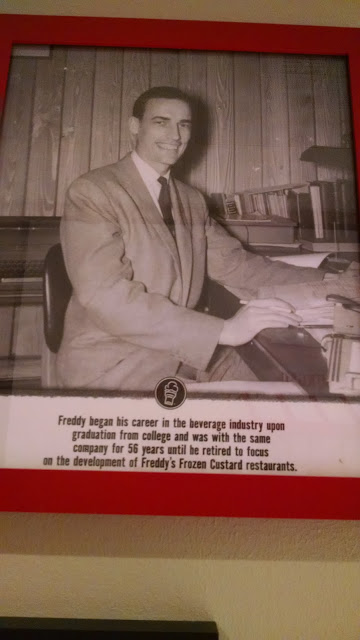 Freddy began his career in the beverage industry upon
graduation from college and was with the same
company for 56 years until he retired to focus
on the development of Freddy's Frozen Custard restaurants.